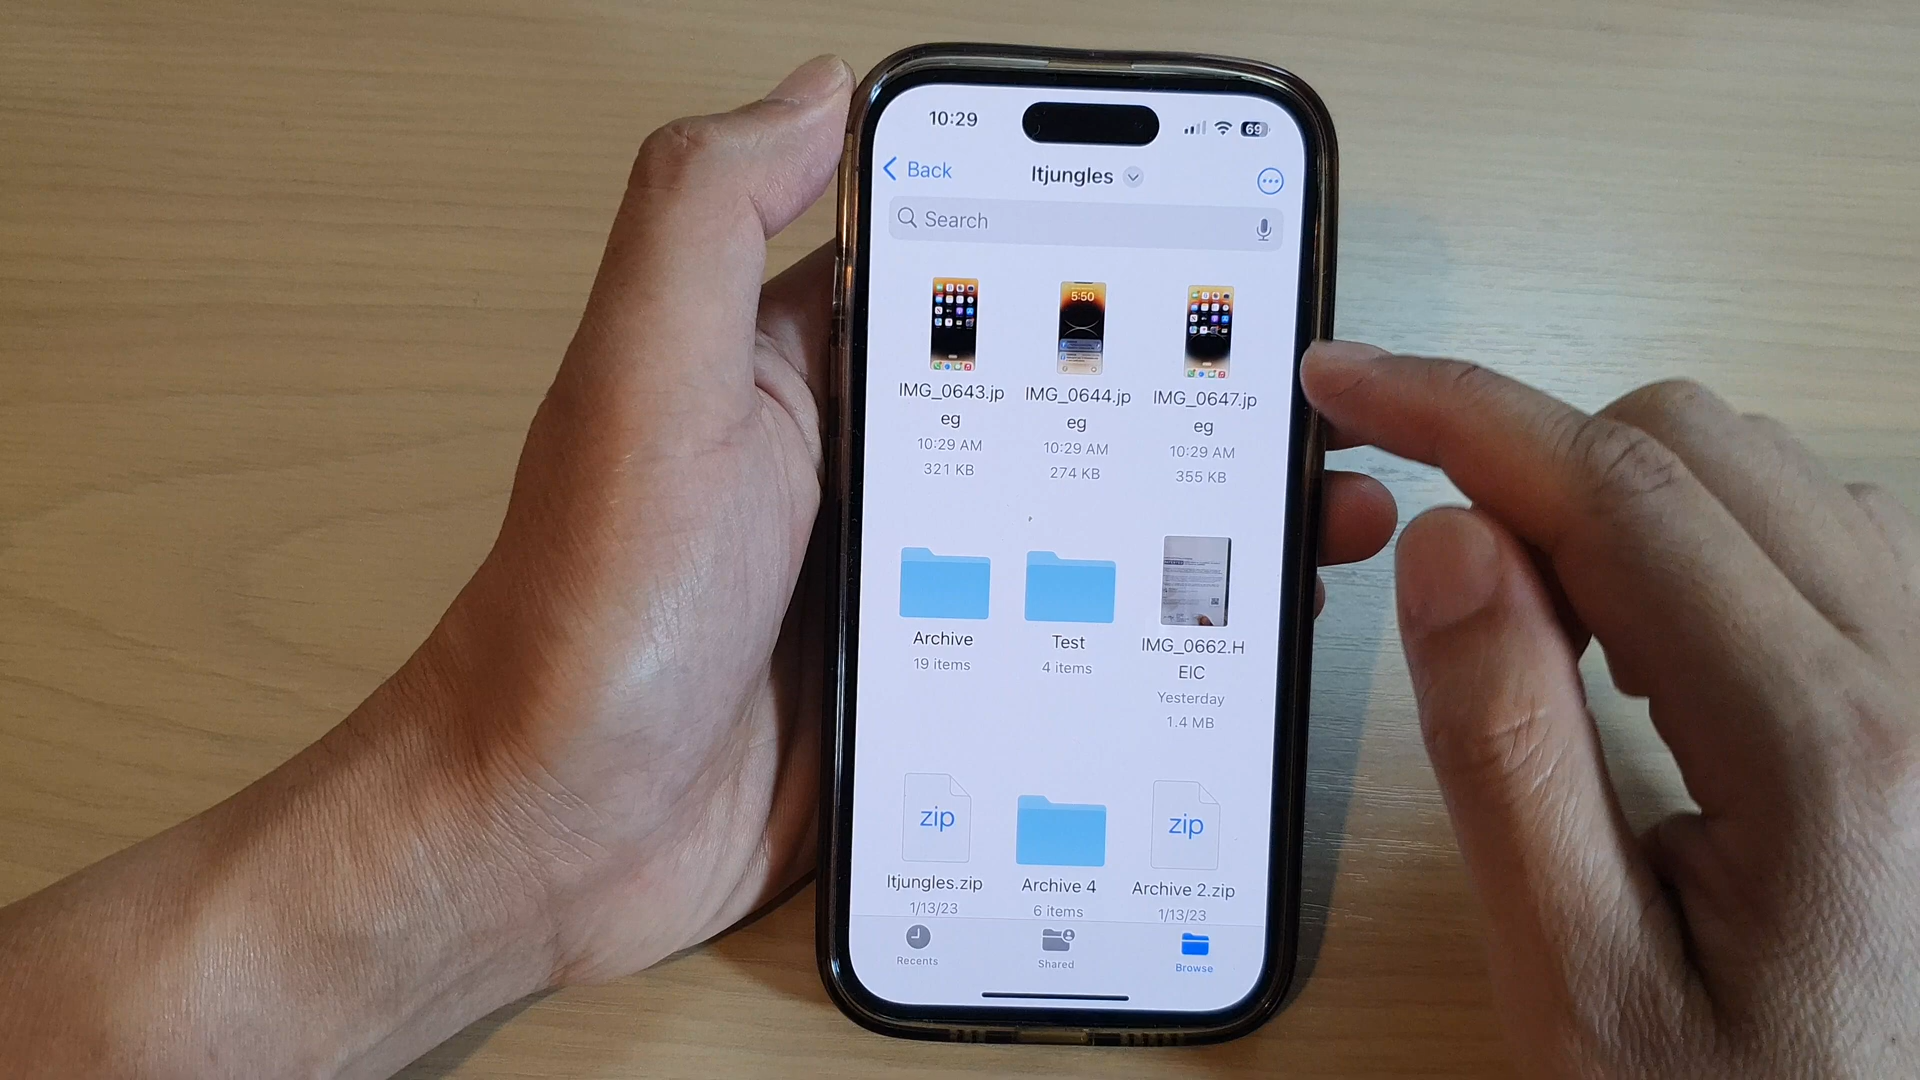 10:29
69
Back
Itjungles
Search
5:50
IMG_0643.jp
eg
10:29 AM
321 KB
IMG_0644.jp
eg
10:29 AM
274 KB
IMG_0647.jp
eg
10:29 AM
355 KB
Archive
19 items
Test
4 items
IMG_0662.H
EIC
Yesterday
1.4 MB
zip
Itjungles.zip
1/13/23
Archive 4
6 items
zip
Archive 2.zip
1/13/23
Recents
Shared
Browse